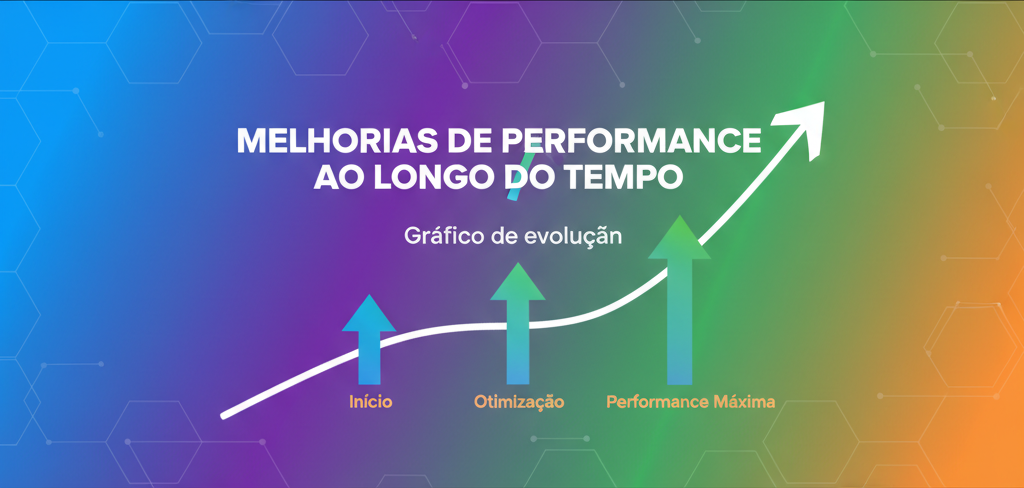 MELHORIAS DE PERFORMANCE
AO LONGO DO TEMPO
Gráfico de evoluçãn
Início
Otimização
Performance Máxima